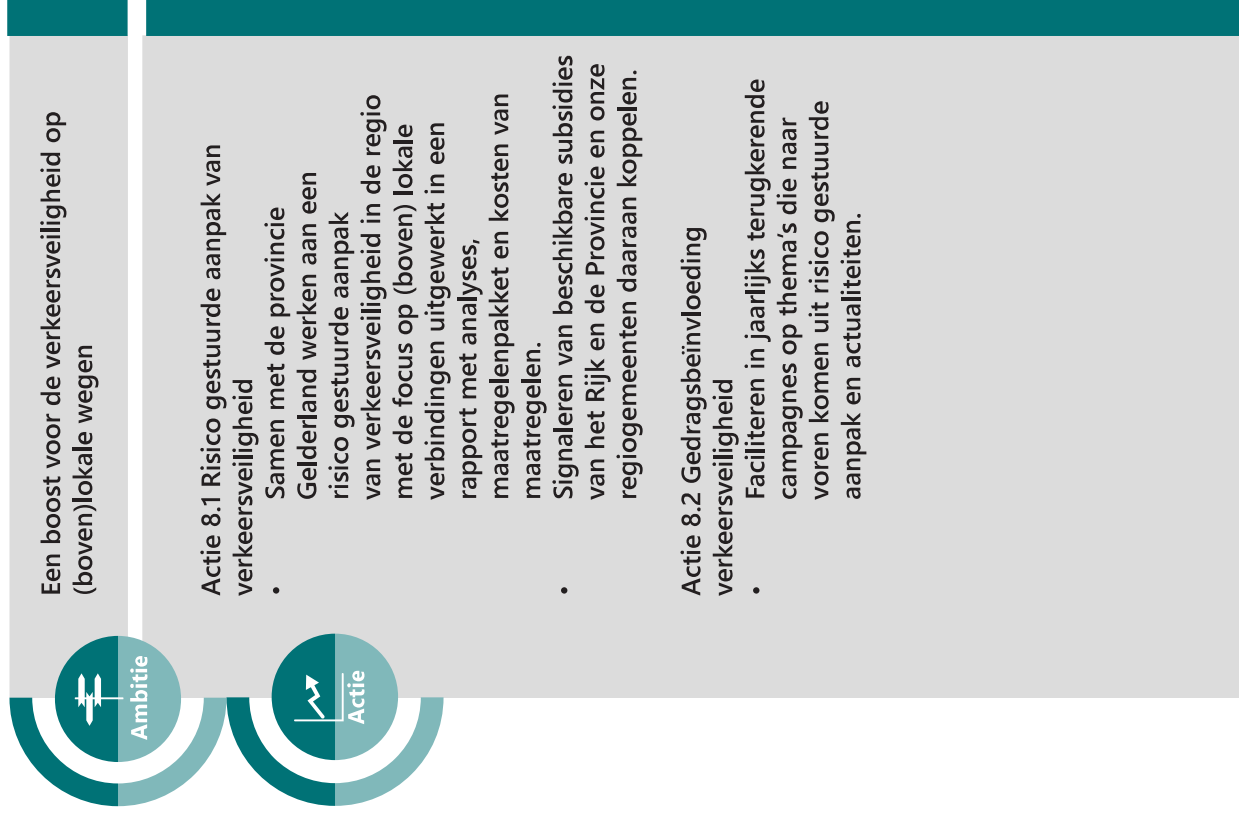 Ambitie
Een boost voor de verkeersveiligheid op
(boven)lokale wegen
Actie
Actie 8.1 Risico gestuurde aanpak van
verkeersveiligheid
• Samen met de provincie
Gelderland werken aan een
risico gestuurde aanpak
van verkeersveiligheid in de regio
met de focus op (boven) lokale
verbindingen uitgewerkt in een
rapport met analyses,
maatregelenpakket en kosten van
maatregelen.
• Signaleren van beschikbare subsidies
van het Rijk en de Provincie en onze
regiogemeenten daaraan koppelen.
Actie 8.2 Gedragsbeïnvloeding
verkeersveiligheid
• Faciliteren in jaarlijks terugkerende
campagnes op thema‘s die naar
voren komen uit risico gestuurde
aanpak en actualiteiten.